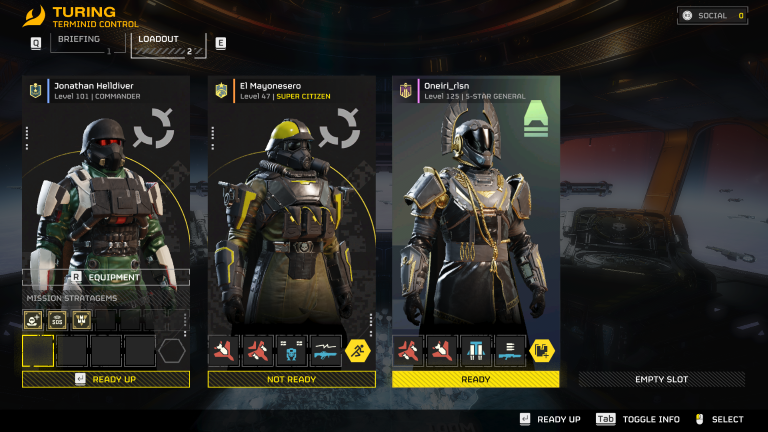 TURING
TERMINID CONTROL
SOCIAL 0
Q
BRIEFING
1
LOADOUT
2
E
Jonathan Helldiver
Level 101 | COMMANDER
El Mayonesero
Level 47 | SUPER CITIZEN
Oneiri_rlsn
Level 125 | 5-STAR GENERAL
R EQUIPMENT
MISSION STRATAGEMS
SOS
READY UP
NOT READY
READY
EMPTY SLOT
READY UP
Tab TOGGLE INFO
SELECT